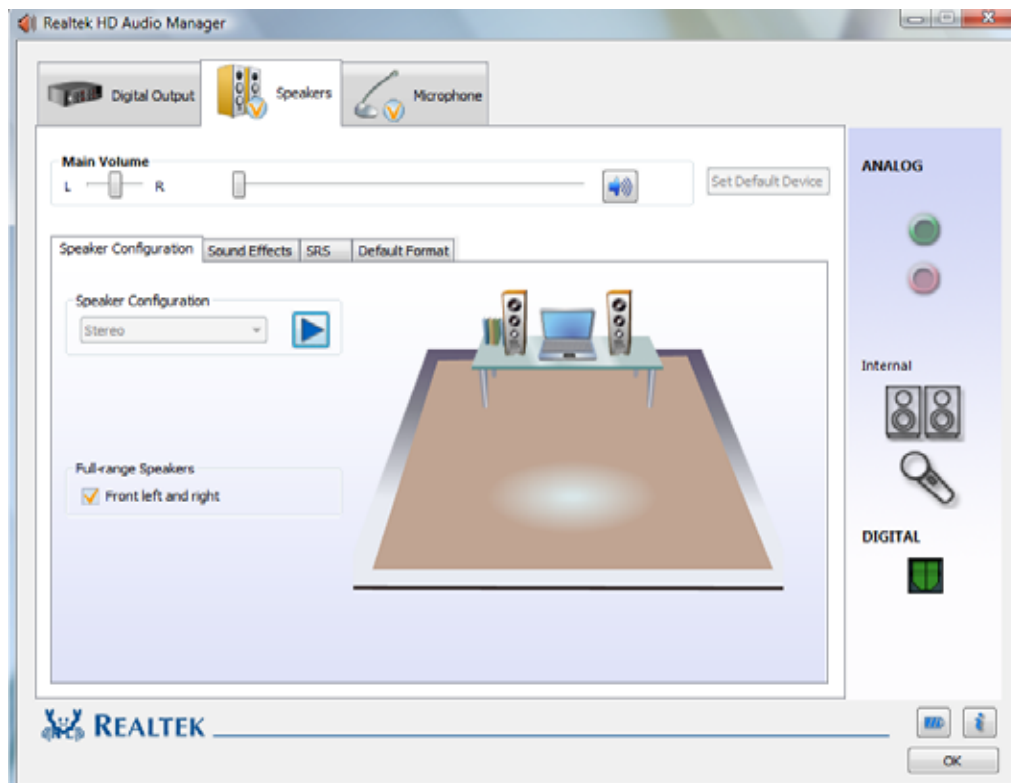 Realtek HD Audio Manager
Digital Output
Speakers
Microphone
Main Volume
L
R
Set Default Device
Speaker Configuration
Sound Effects
SRS
Default Format
Speaker Configuration
Stereo
Full-range Speakers
Front left and right
ANALOG
Internal
DIGITAL
REALTEK
OK